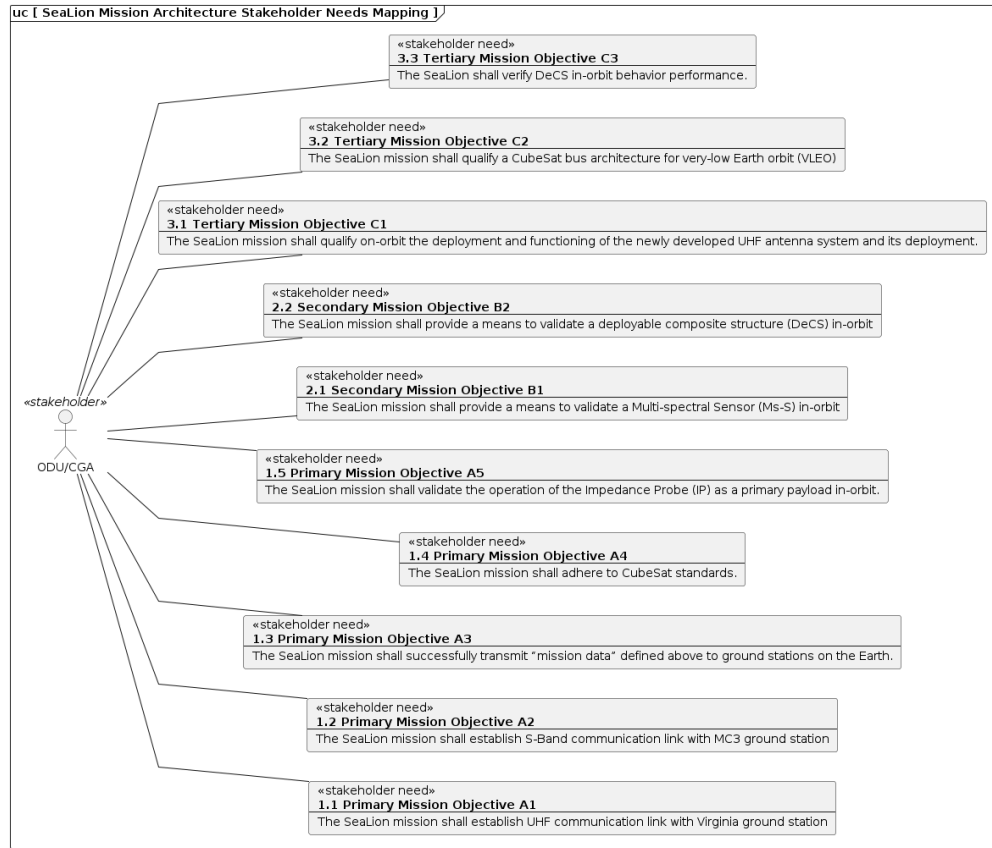 uc [ SeaLion Mission Architecture Stakeholder Needs Mapping ]
«stakeholder need»
3.3 Tertiary Mission Objective C3
The SeaLion shall verify DeCS in-orbit behavior performance.
«stakeholder need»
3.2 Tertiary Mission Objective C2
The SeaLion mission shall qualify a CubeSat bus architecture for very-low Earth orbit (VLEO)
«stakeholder need»
3.1 Tertiary Mission Objective C1
The SeaLion mission shall qualify on-orbit the deployment and functioning of the newly developed UHF antenna system and its deployment.
«stakeholder need»
2.2 Secondary Mission Objective B2
The SeaLion mission shall provide a means to validate a deployable composite structure (DeCS) in-orbit
«stakeholder need»
2.1 Secondary Mission Objective B1
The SeaLion mission shall provide a means to validate a Multi-spectral Sensor (Ms-S) in-orbit
«stakeholder»
ODU/CGA
«stakeholder need»
1.5 Primary Mission Objective A5
The SeaLion mission shall validate the operation of the Impedance Probe (IP) as a primary payload in-orbit.
«stakeholder need»
1.4 Primary Mission Objective A4
The SeaLion mission shall adhere to CubeSat standards.
«stakeholder need»
1.3 Primary Mission Objective A3
The SeaLion mission shall successfully transmit “mission data” defined above to ground stations on the Earth.
«stakeholder need»
1.2 Primary Mission Objective A2
The SeaLion mission shall establish S-Band communication link with MC3 ground station
«stakeholder need»
1.1 Primary Mission Objective A1
The SeaLion mission shall establish UHF communication link with Virginia ground station